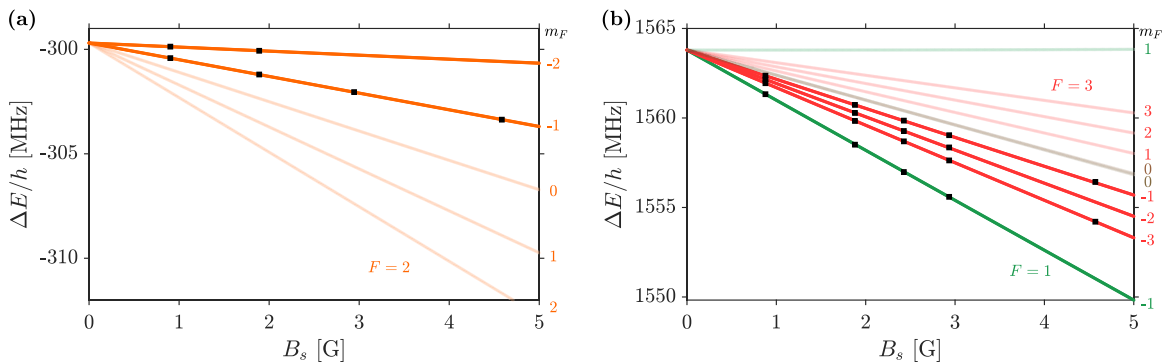 (a)
ΔE/h [MHz]
-300
-305
-310
m_F
-2
-1
0
1
2
F = 2
0 1 2 3 4 5
B_s [G]
(b)
ΔE/h [MHz]
1565
1560
1555
1550
m_F
1
F = 3
3
2
1
0
0
-1
-2
-3
F = 1
-1
0 1 2 3 4 5
B_s [G]